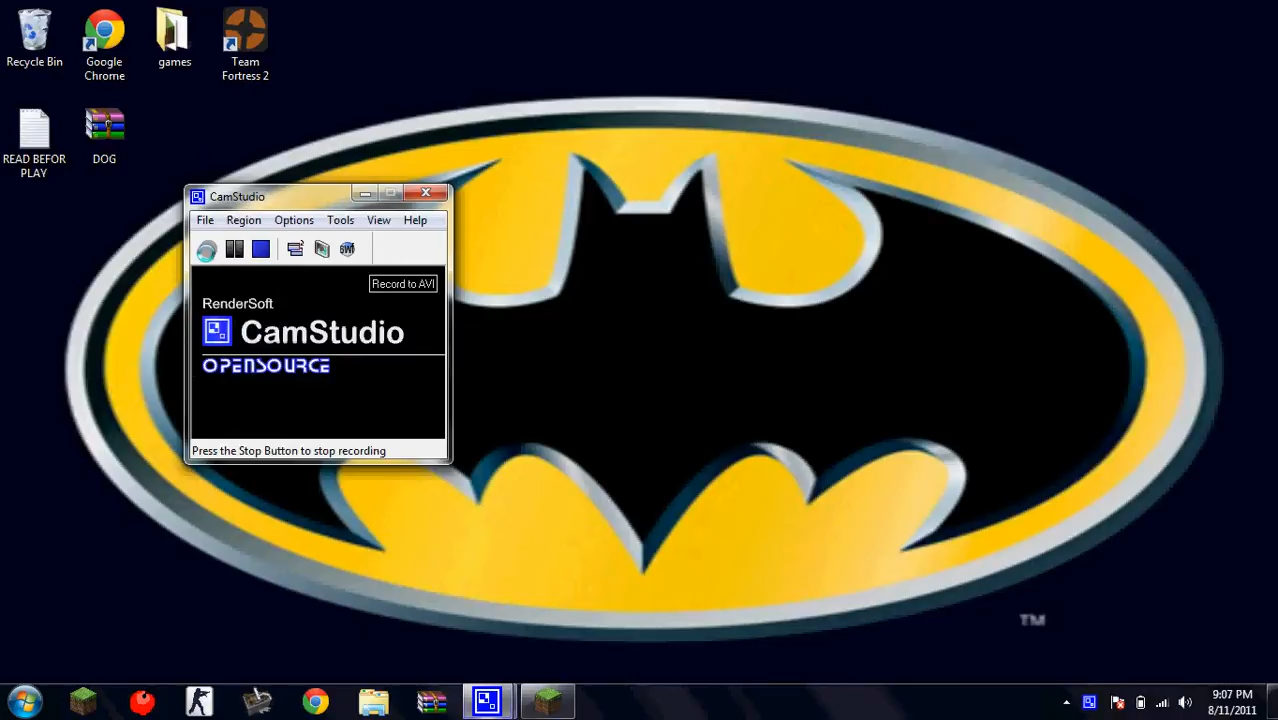 Recycle Bin
Google
Chrome
games
Team
Fortress 2
READ BEFOR
PLAY
DOG
CamStudio
File Region Options Tools View Help
Record to AVI
RenderSoft
CamStudio
OPENSOURCE
Press the Stop Button to stop recording
TM
9:07 PM
8/11/2011